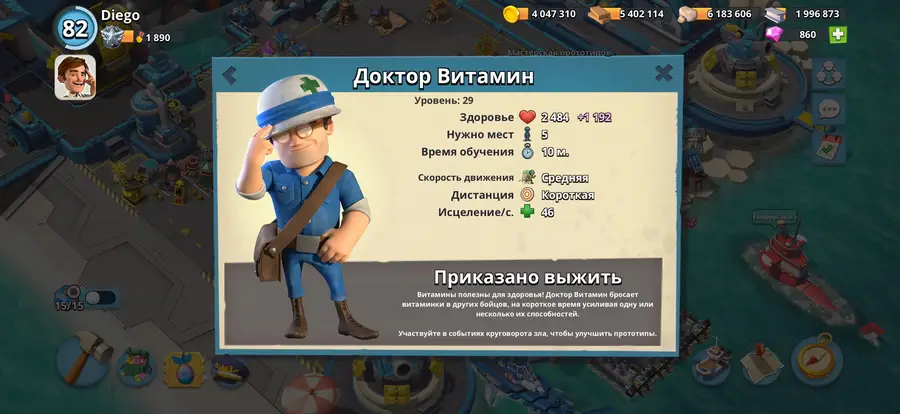 Diego
82
1 890
4 047 310
5 402 114
6 183 606
1 996 873
860
Мастерская прототипов
Доктор Витамин
Уровень: 29
Здоровье 2 484 +1 192
Нужно мест 5
Время обучения 10 м.
Скорость движения Средняя
Дистанция Короткая
Исцеление/с. 46
Приказано выжить
Витамины полезны для здоровья! Доктор Витамин бросает
витаминки в других бойцов, на короткое время усиливая одну или
несколько их способностей.
Участвуйте в событиях круговорота зла, чтобы улучшить прототипы.
15/15